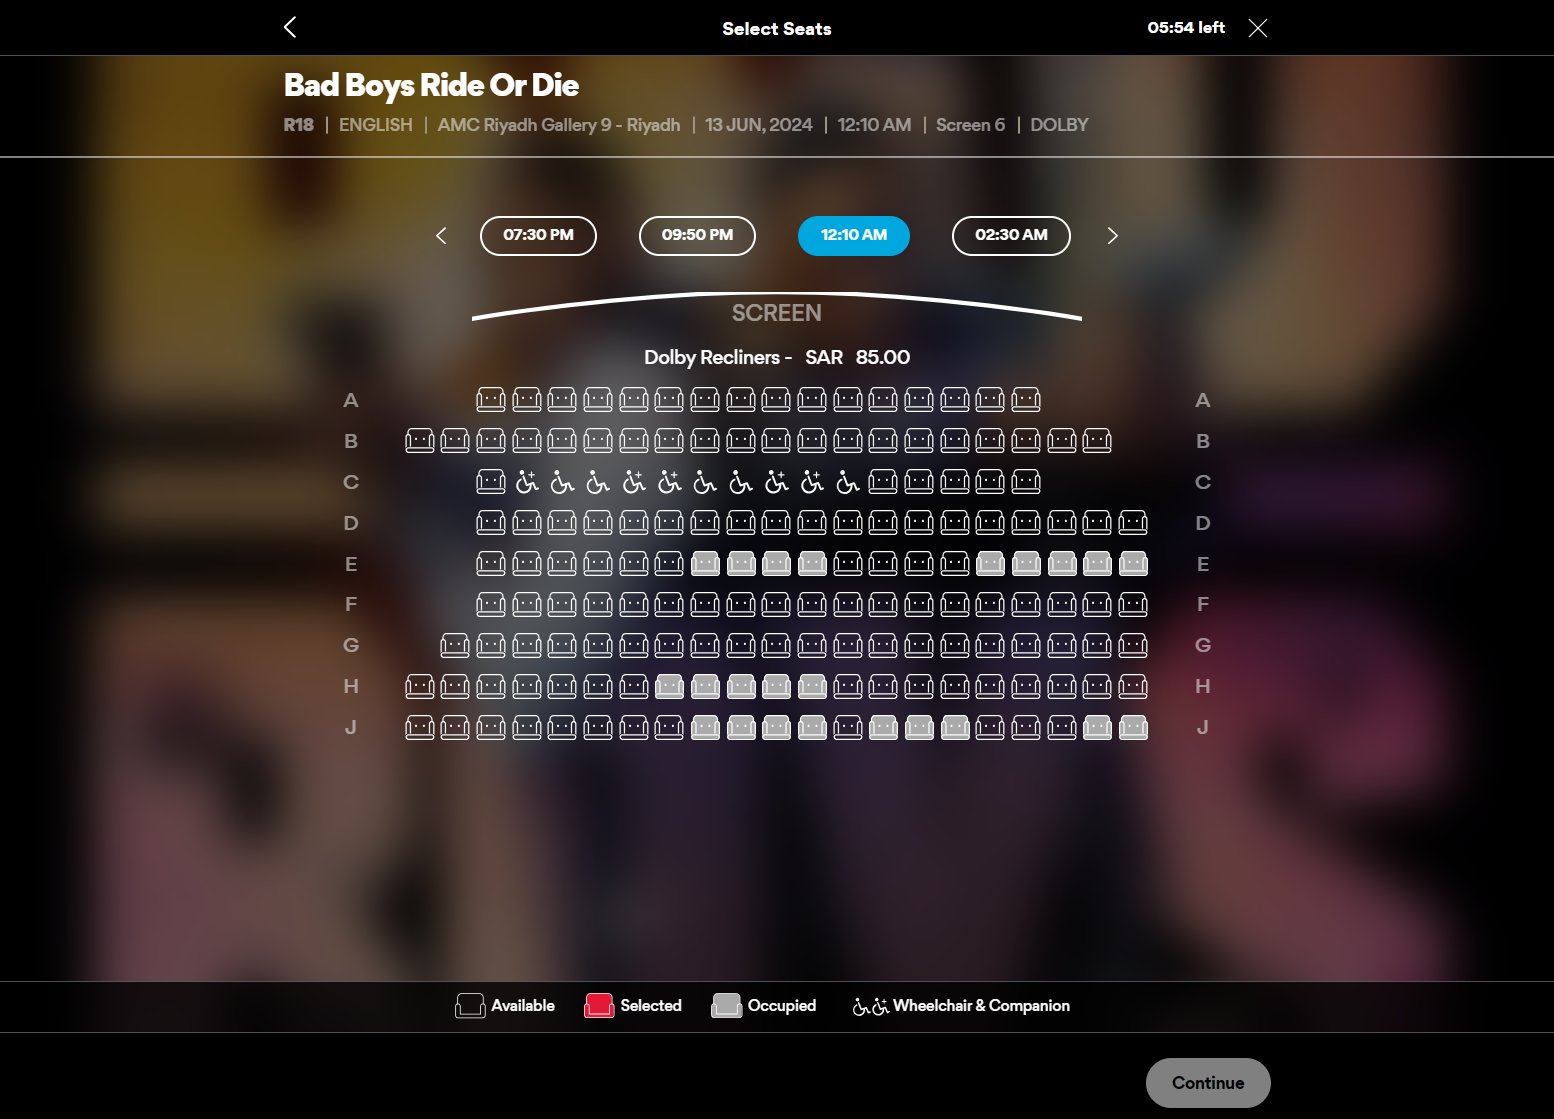 Select Seats
05:54 left
Bad Boys Ride Or Die
R18 | ENGLISH | AMC Riyadh Gallery 9 - Riyadh | 13 JUN, 2024 | 12:10 AM | Screen 6 | DOLBY
07:30 PM 09:50 PM 12:10 AM 02:30 AM
SCREEN
Dolby Recliners - SAR 85.00
A A
B B
C C
D D
E E
F F
G G
H H
J J
Available Selected Occupied Wheelchair & Companion
Continue